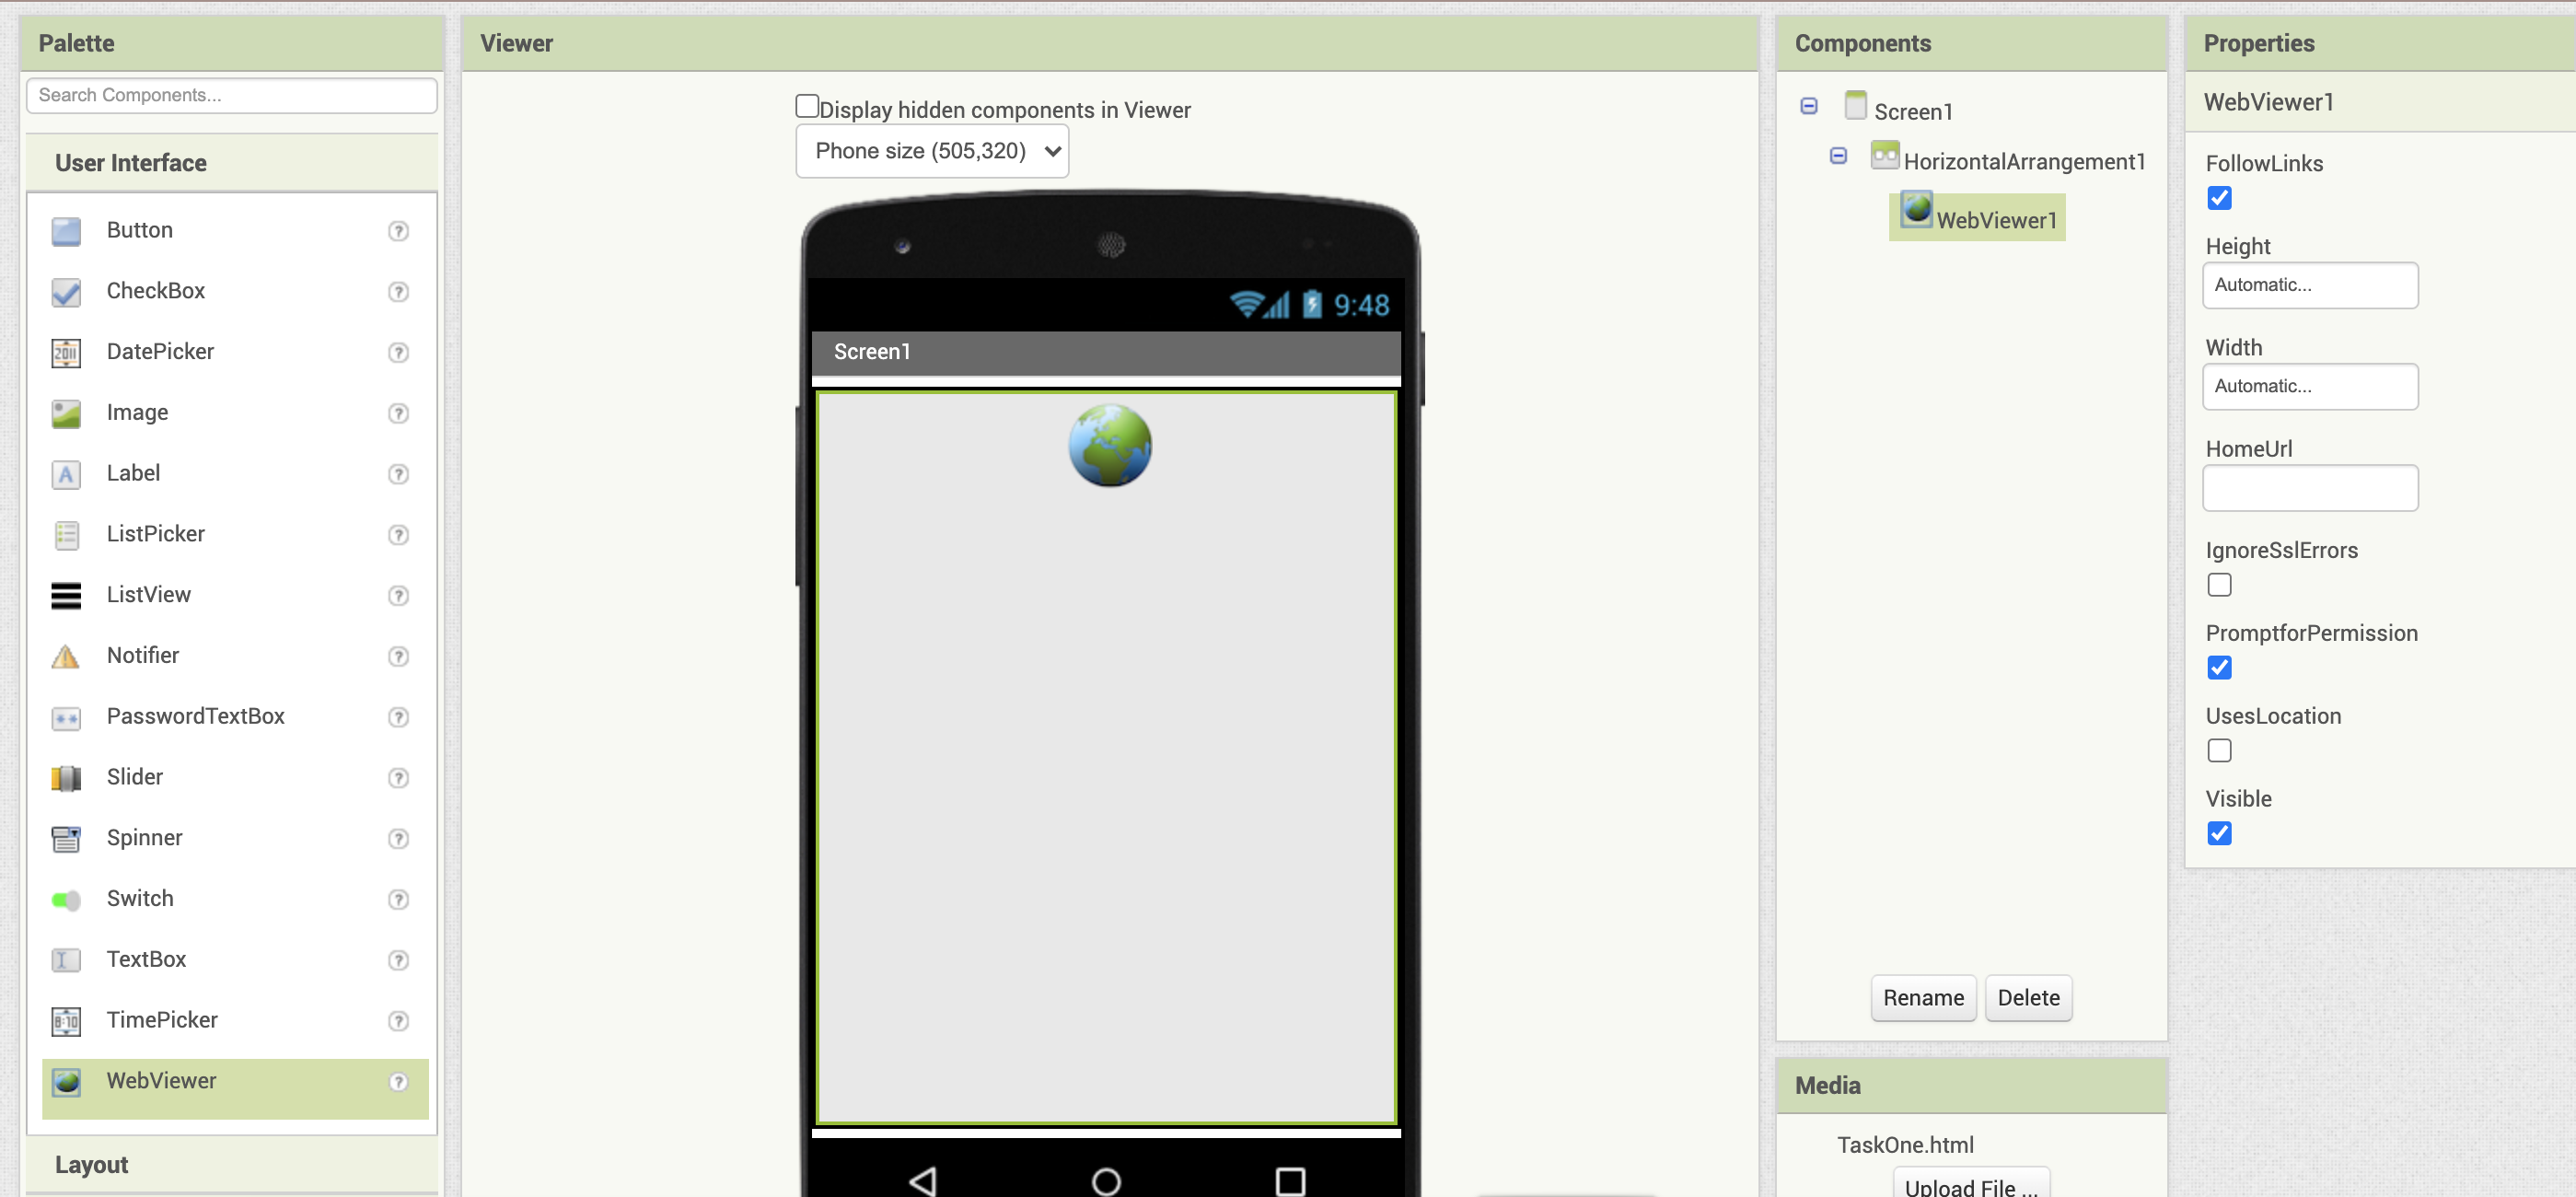 Palette
Search Components...
User Interface
Button
CheckBox
DatePicker
Image
Label
ListPicker
ListView
Notifier
PasswordTextBox
Slider
Spinner
Switch
TextBox
TimePicker
WebViewer
Layout
Viewer
Display hidden components in Viewer
Phone size (505,320)
9:48
Screen1
Components
Screen1
HorizontalArrangement1
WebViewer1
Rename
Delete
Media
TaskOne.html
Upload File ...
Properties
WebViewer1
FollowLinks
Height
Automatic...
Width
Automatic...
HomeUrl
IgnoreSslErrors
PromptforPermission
UsesLocation
Visible